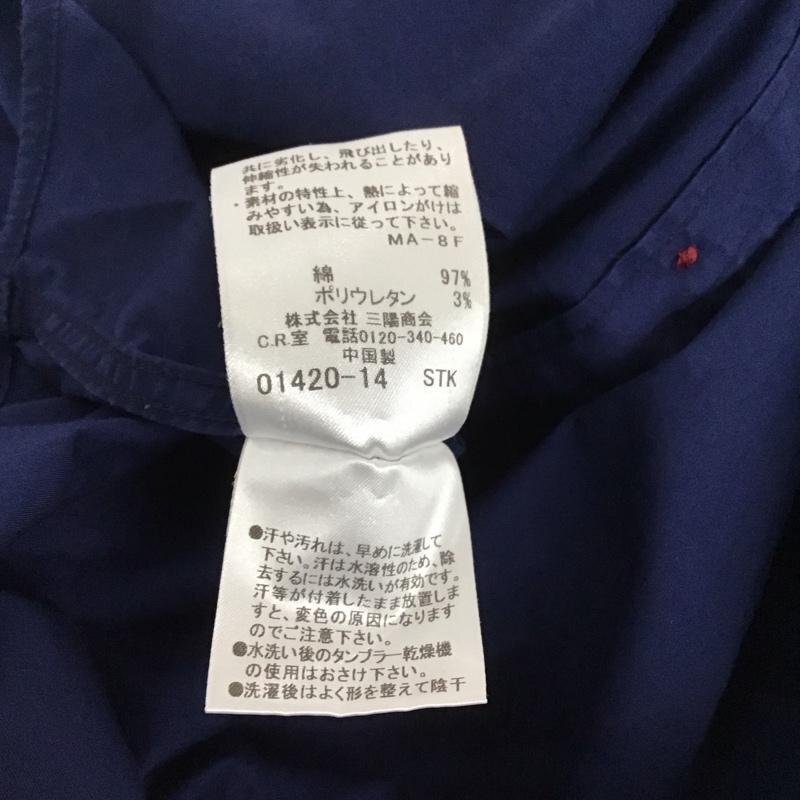 共に劣化し、飛び出したり、
伸縮性が失われることがあり
ます。
・素材の特性上、熱によって縮
みやすい為、アイロンがけは
取扱い表示に従って下さい。
MA-8F
綿 97%
ポリウレタン 3%
株式会社 三陽商会
C.R.室 電話0120-340-460
中国製
01420-14 STK
●汗や汚れは、早めに洗濯して
下さい。汗は水溶性のため、除
去するには水洗いが有効です。
汗等が付着したまま放置しま
すと、変色の原因になります
のでご注意下さい。
●水洗い後のタンブラー乾燥機
の使用はおさけ下さい。
●洗濯後はよく形を整えて陰干